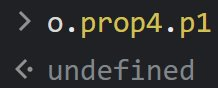 > o.prop4.p1
<· undefined